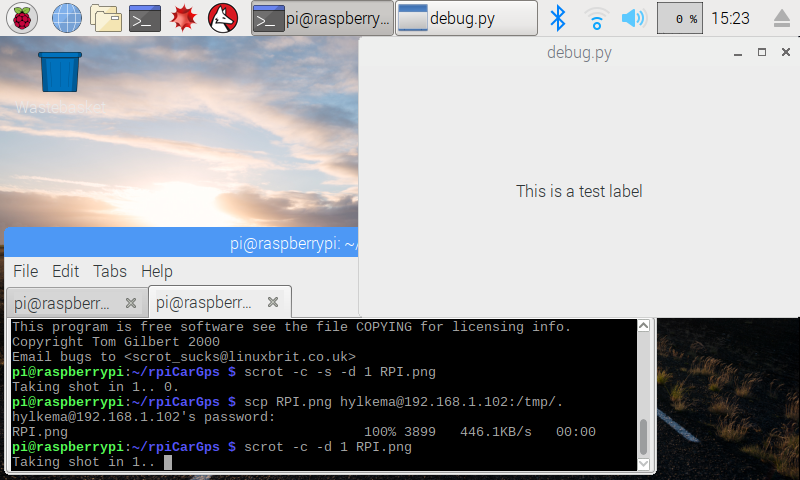 pi@raspberry...
debug.py
0 %
15:23
debug.py
Wastebasket
This is a test label
pi@raspberrypi: ~/
File Edit Tabs Help
pi@raspberr...
pi@raspberr...
This program is free software see the file COPYING for licensing info.
Copyright Tom Gilbert 2000
Email bugs to <scrot_sucks@linuxbrit.co.uk>
pi@raspberrypi:~/rpiCarGps $ scrot -c -s -d 1 RPI.png
Taking shot in 1.. 0.
pi@raspberrypi:~/rpiCarGps $ scp RPI.png hylkema@192.168.1.102:/tmp/.
hylkema@192.168.1.102's password:
RPI.png 100% 3899 446.1KB/s 00:00
pi@raspberrypi:~/rpiCarGps $ scrot -c -d 1 RPI.png
Taking shot in 1..